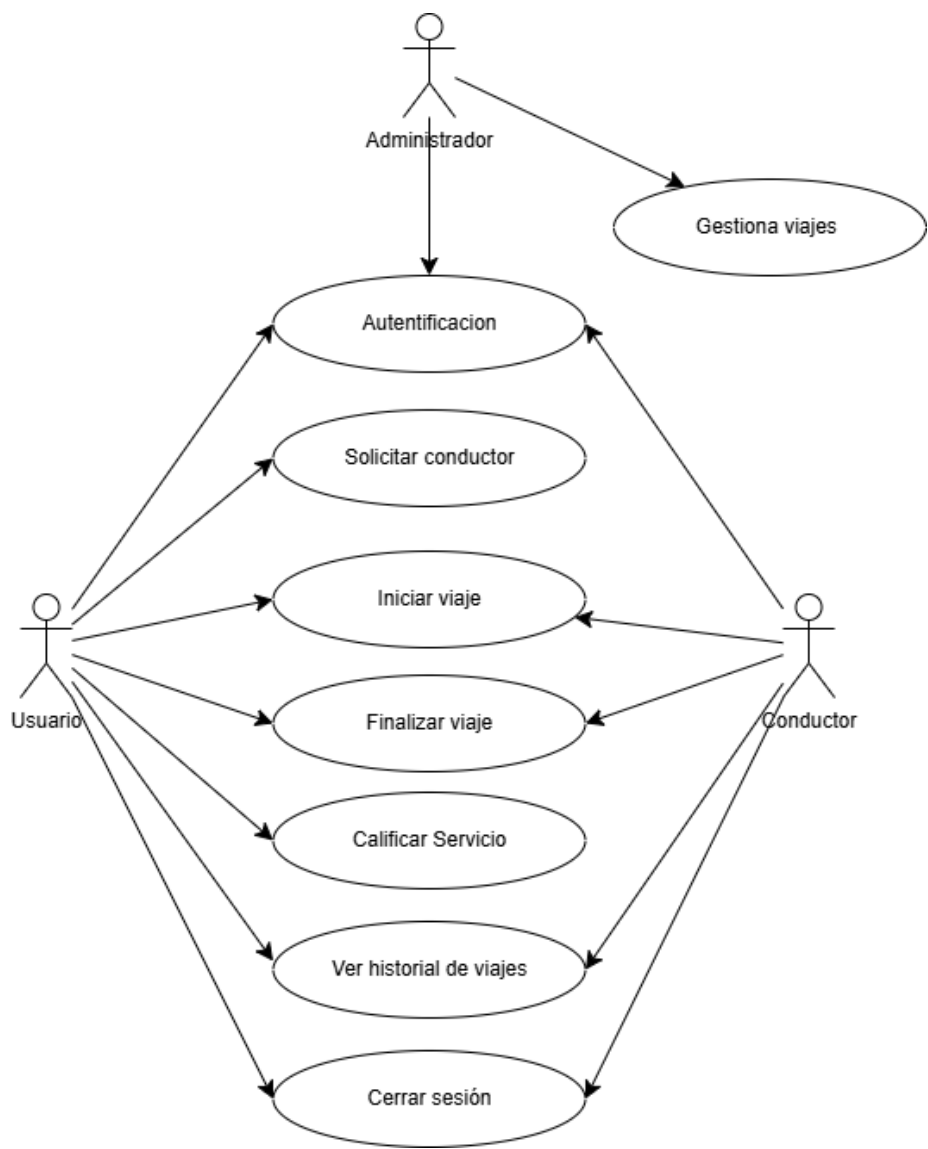 Administrador
Gestiona viajes
Autentificacion
Solicitar conductor
Iniciar viaje
Usuario
Finalizar viaje
Conductor
Calificar Servicio
Ver historial de viajes
Cerrar sesión